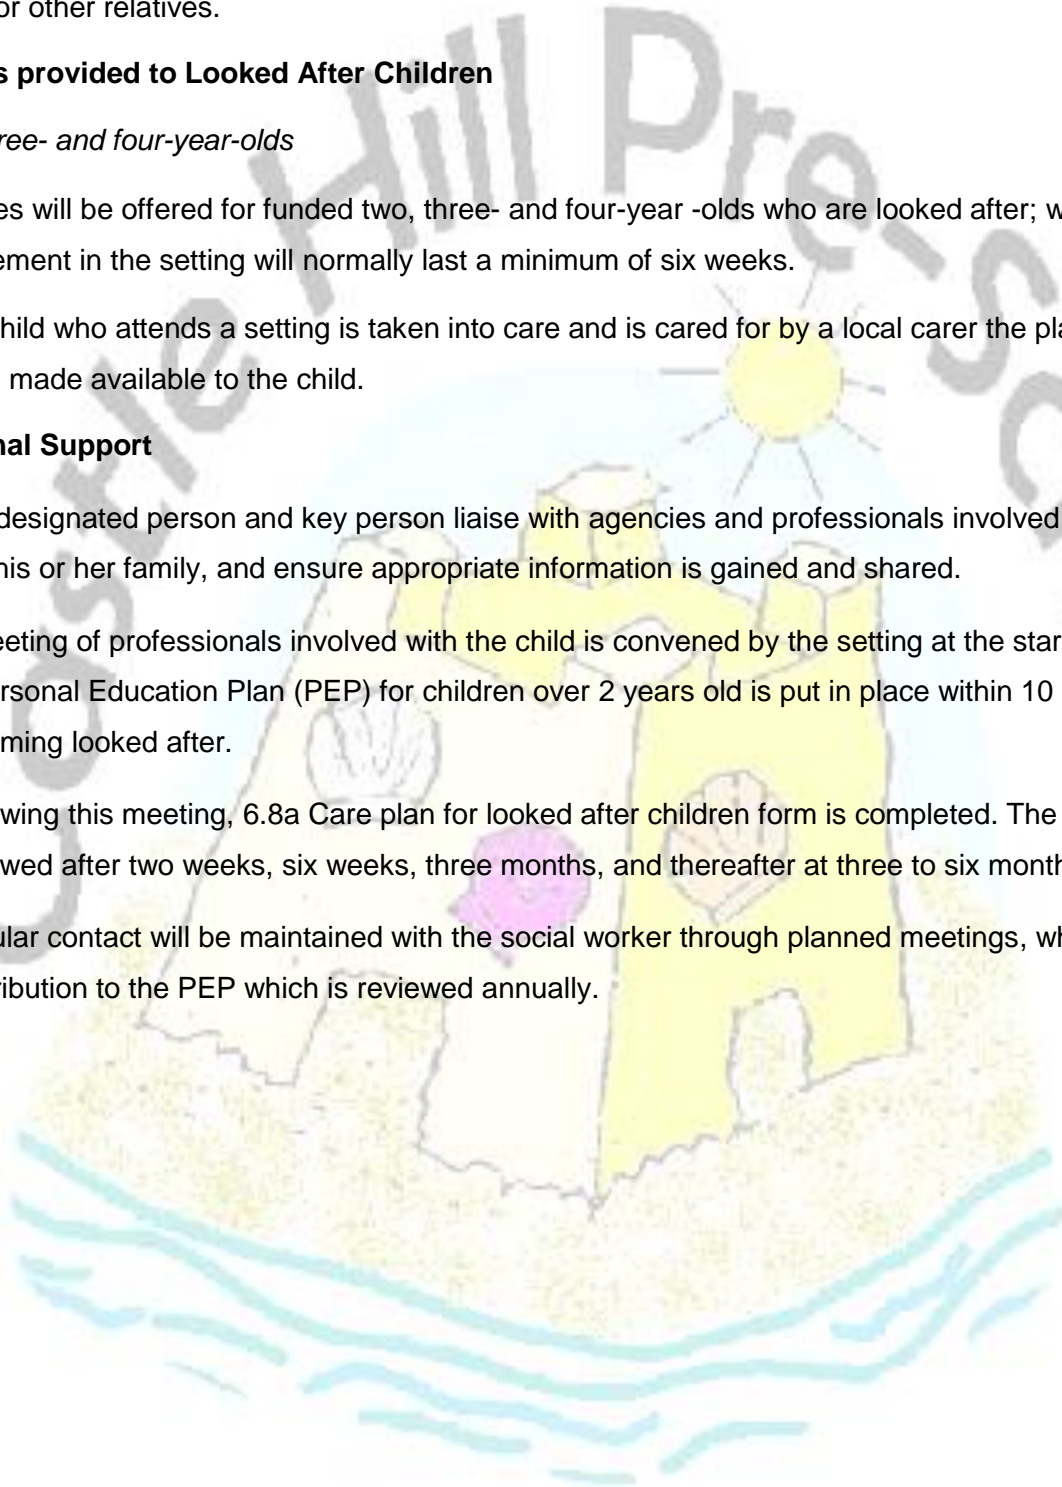 or other relatives.
s provided to Looked After Children
ree- and four-year-olds
es will be offered for funded two, three- and four-year -olds who are looked after; w
ement in the setting will normally last a minimum of six weeks.
hild who attends a setting is taken into care and is cared for by a local carer the pla
made available to the child.
nal Support
designated person and key person liaise with agencies and professionals involved
his or her family, and ensure appropriate information is gained and shared.
eeting of professionals involved with the child is convened by the setting at the star
ersonal Education Plan (PEP) for children over 2 years old is put in place within 10
ming looked after.
wing this meeting, 6.8a Care plan for looked after children form is completed. The
wed after two weeks, six weeks, three months, and thereafter at three to six month
ular contact will be maintained with the social worker through planned meetings, wh
ribution to the PEP which is reviewed annually.
Castle Hill Pre-Sc